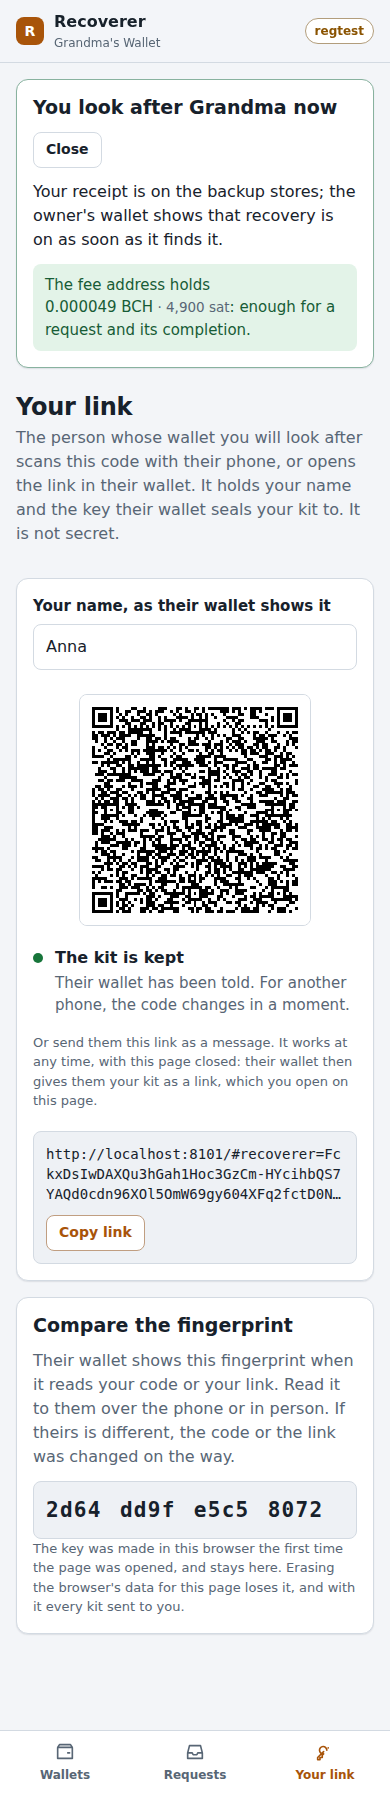 R
Recoverer
Grandma's Wallet
regtest
You look after Grandma now
Close
Your receipt is on the backup stores; the
owner's wallet shows that recovery is
on as soon as it finds it.
The fee address holds
0.000049 BCH · 4,900 sat: enough for a
request and its completion.
Your link
The person whose wallet you will look after
scans this code with their phone, or opens
the link in their wallet. It holds your name
and the key their wallet seals your kit to. It
is not secret.
Your name, as their wallet shows it
Anna
The kit is kept
Their wallet has been told. For another
phone, the code changes in a moment.
Or send them this link as a message. It works at
any time, with this page closed: their wallet then
gives them your kit as a link, which you open on
this page.
http://localhost:8101/#recoverer=Fc
kxDsIwDAXQu3hGah1Hoc3GzCm-HYcihbQS7
YAQd0cdn96XOl5OmW69gy604XFq2fctD0N…
Copy link
Compare the fingerprint
Their wallet shows this fingerprint when
it reads your code or your link. Read it
to them over the phone or in person. If
theirs is different, the code or the link
was changed on the way.
2d64 dd9f e5c5 8072
The key was made in this browser the first time
the page was opened, and stays here. Erasing
the browser's data for this page loses it, and with
it every kit sent to you.
Wallets
Requests
Your link